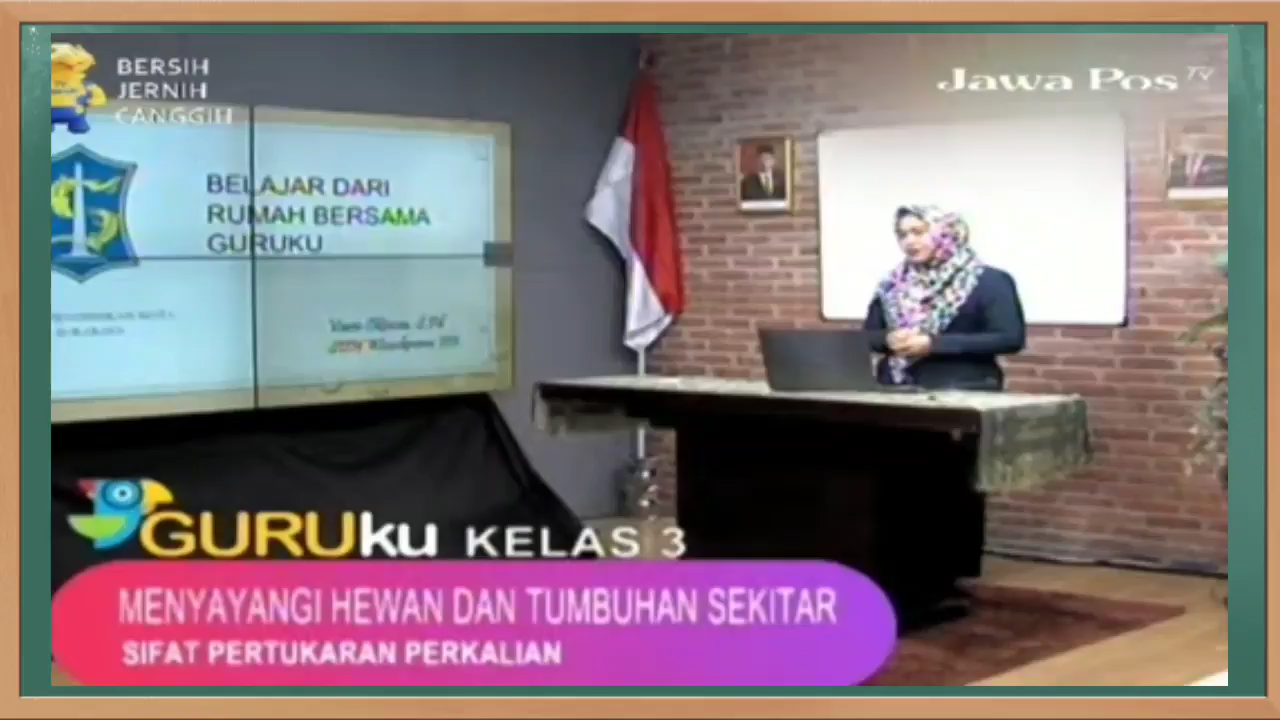 BERSIH
JERNIH
CANGGIH
Jawa Pos TV
BELAJAR DARI
RUMAH BERSAMA
GURUKU
GURUku KELAS 3
MENYAYANGI HEWAN DAN TUMBUHAN SEKITAR
SIFAT PERTUKARAN PERKALIAN